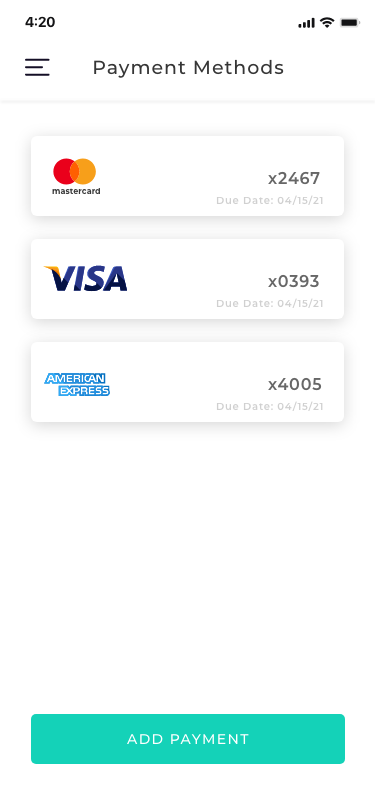 4:20
Payment Methods
mastercard
x2467
Due Date: 04/15/21
VISA
x0393
Due Date: 04/15/21
AMERICAN
EXPRESS
x4005
Due Date: 04/15/21
ADD PAYMENT